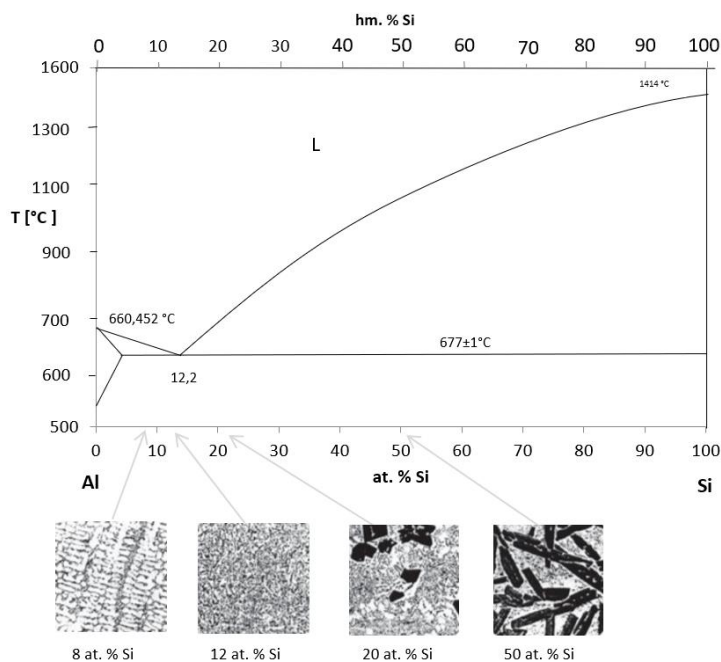 hm. % Si
0 10 20 30 40 50 60 70 80 90 100
1600
1414 °C
1300
L
1100
T [°C ]
900
660,452 °C
700
677±1°C
600
12,2
500
0 10 20 30 40 50 60 70 80 90 100
Al at. % Si Si
8 at. % Si 12 at. % Si 20 at. % Si 50 at. % Si